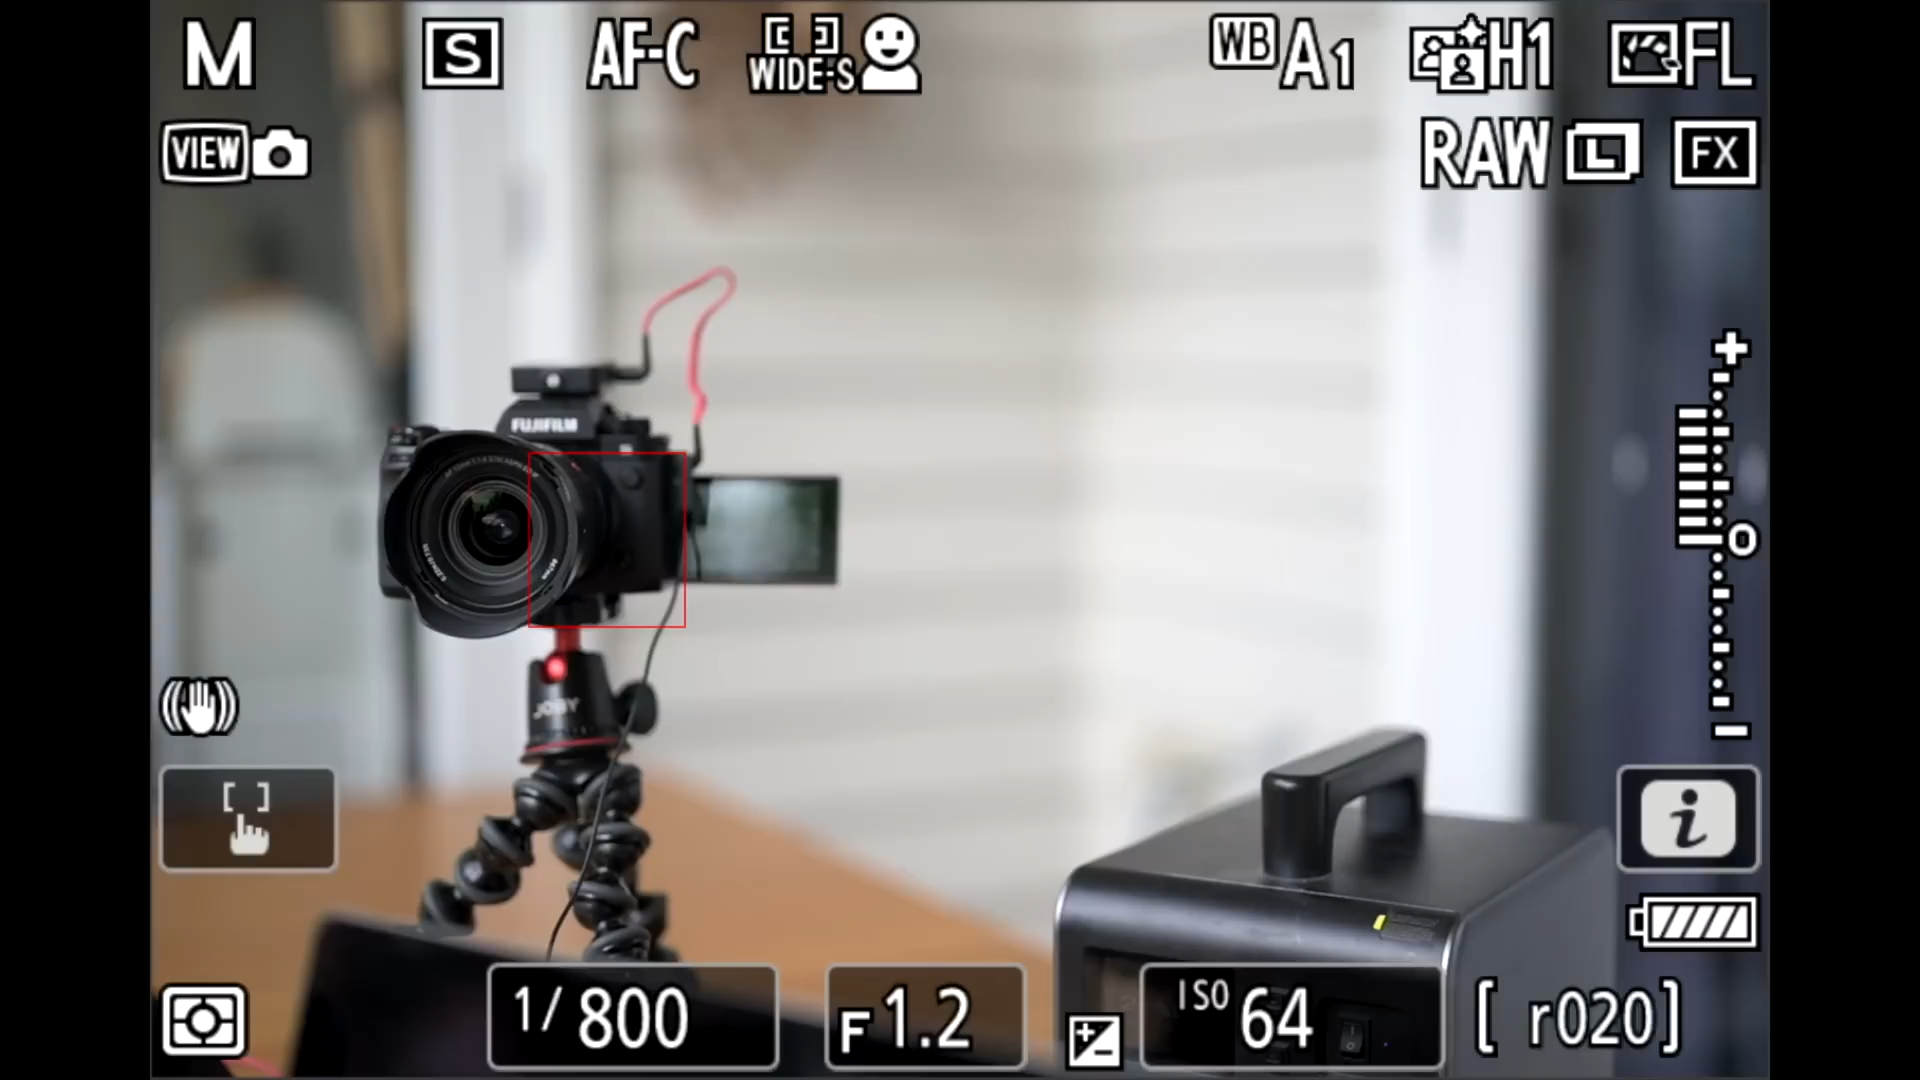 M S AF-C WIDE-S WB A1 H1 FL
VIEW RAW L FX
FUJIFILM
JOBY
i
1/800 F1.2 ISO 64 [ r020]